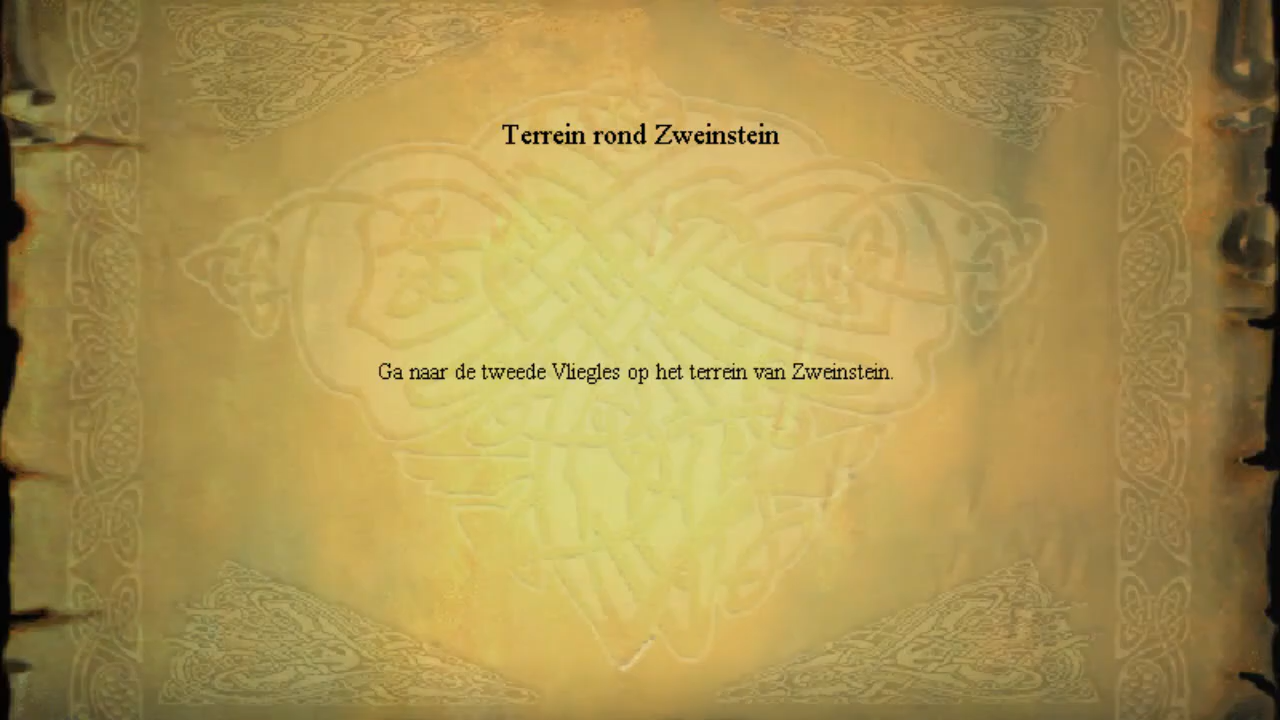 Terrein rond Zweinstein
Ga naar de tweede Vliegles op het terrein van Zweinstein.